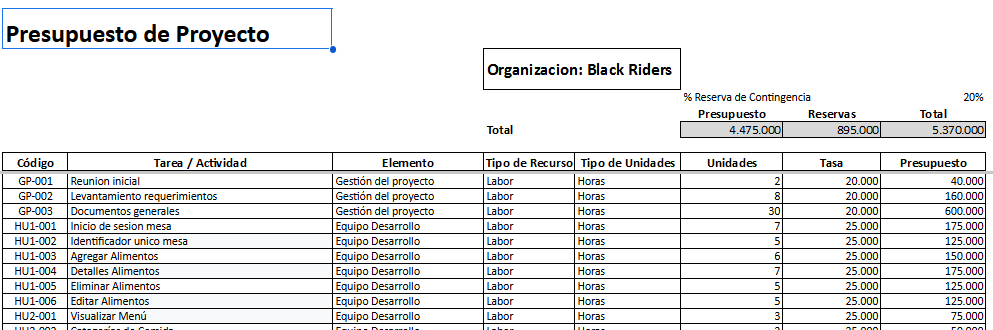 Presupuesto de Proyecto
Organizacion: Black Riders
% Reserva de Contingencia 20%
Presupuesto Reservas Total
Total 4.475.000 895.000 5.370.000
Código Tarea / Actividad Elemento Tipo de Recurso Tipo de Unidades Unidades Tasa Presupuesto
GP-001 Reunion inicial Gestión del proyecto Labor Horas 2 20.000 40.000
GP-002 Levantamiento requerimientos Gestión del proyecto Labor Horas 8 20.000 160.000
GP-003 Documentos generales Gestión del proyecto Labor Horas 30 20.000 600.000
HU1-001 Inicio de sesion mesa Equipo Desarrollo Labor Horas 7 25.000 175.000
HU1-002 Identificador unico mesa Equipo Desarrollo Labor Horas 5 25.000 125.000
HU1-003 Agregar Alimentos Equipo Desarrollo Labor Horas 6 25.000 150.000
HU1-004 Detalles Alimentos Equipo Desarrollo Labor Horas 7 25.000 175.000
HU1-005 Eliminar Alimentos Equipo Desarrollo Labor Horas 5 25.000 125.000
HU1-006 Editar Alimentos Equipo Desarrollo Labor Horas 5 25.000 125.000
HU2-001 Visualizar Menú Equipo Desarrollo Labor Horas 3 25.000 75.000